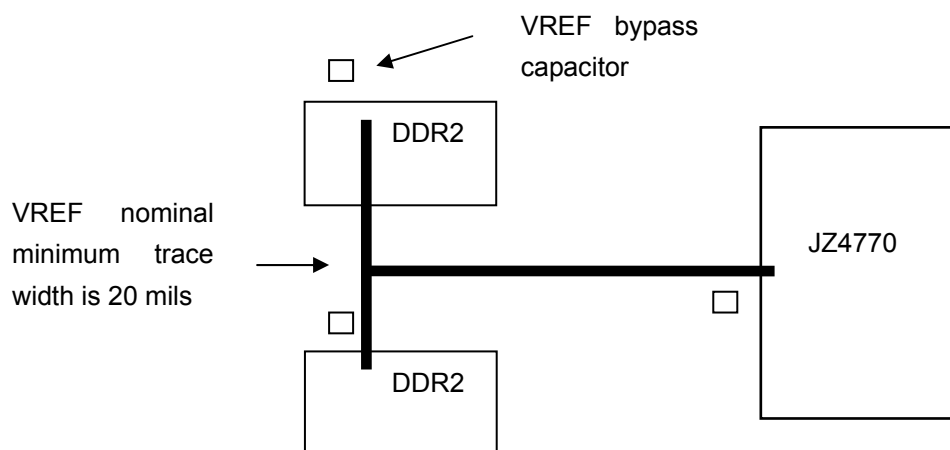 VREF bypass
capacitor
DDR2
VREF nominal
minimum trace
width is 20 mils
JZ4770
DDR2